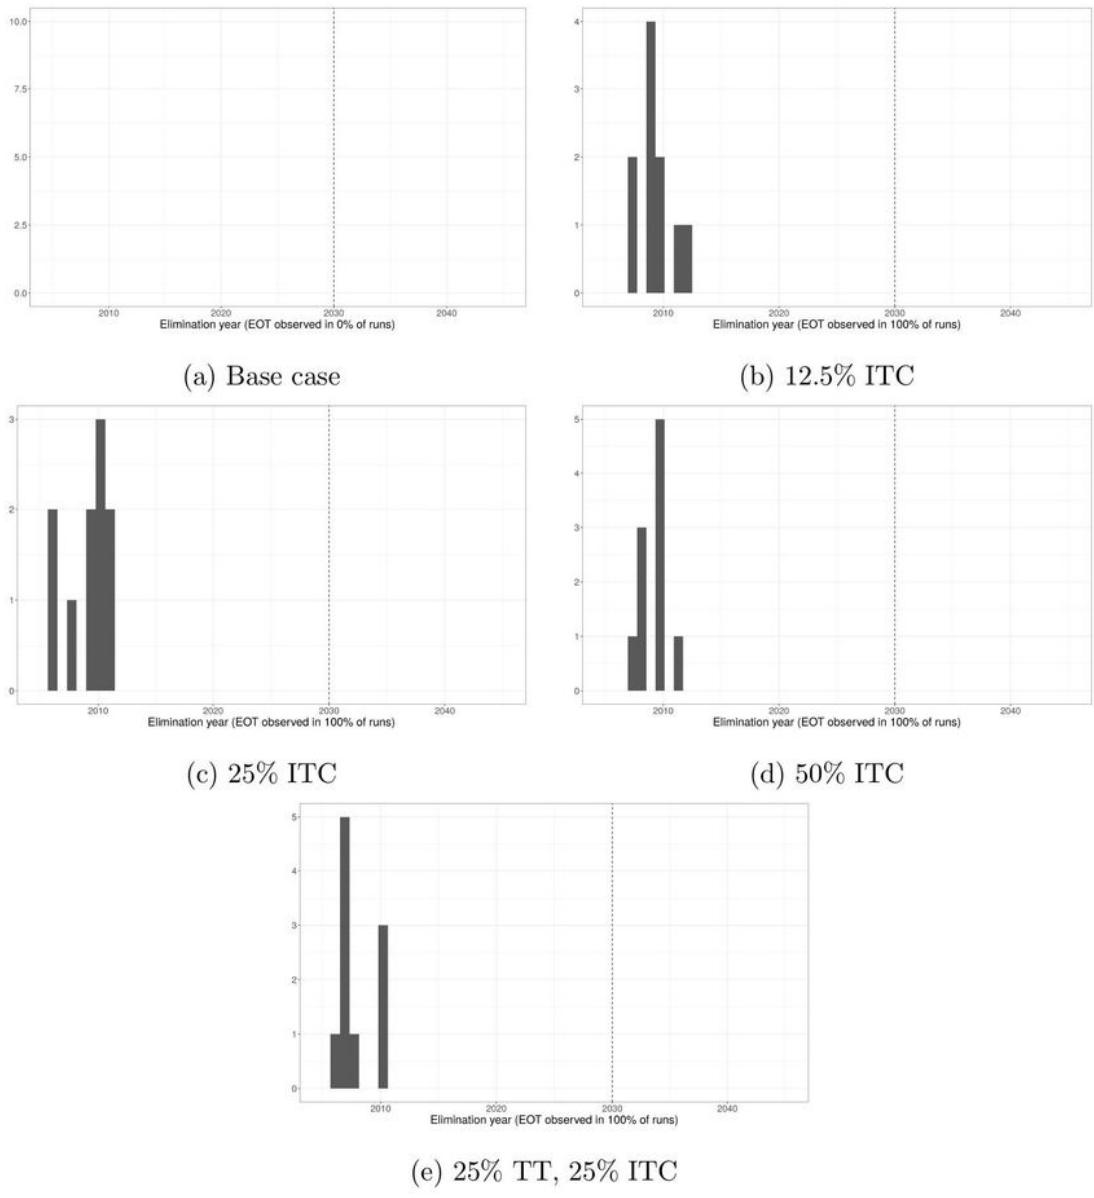 10.0
7.5
5.0
2.5
0.0
2010 2020 2030 2040
Elimination year (EOT observed in 0% of runs)
(a) Base case
4
3
2
1
0
2010 2020 2030 2040
Elimination year (EOT observed in 100% of runs)
(b) 12.5% ITC
3
2
1
0
2010 2020 2030 2040
Elimination year (EOT observed in 100% of runs)
(c) 25% ITC
5
4
3
2
1
0
2010 2020 2030 2040
Elimination year (EOT observed in 100% of runs)
(d) 50% ITC
5
4
3
2
1
0
2010 2020 2030 2040
Elimination year (EOT observed in 100% of runs)
(e) 25% TT, 25% ITC